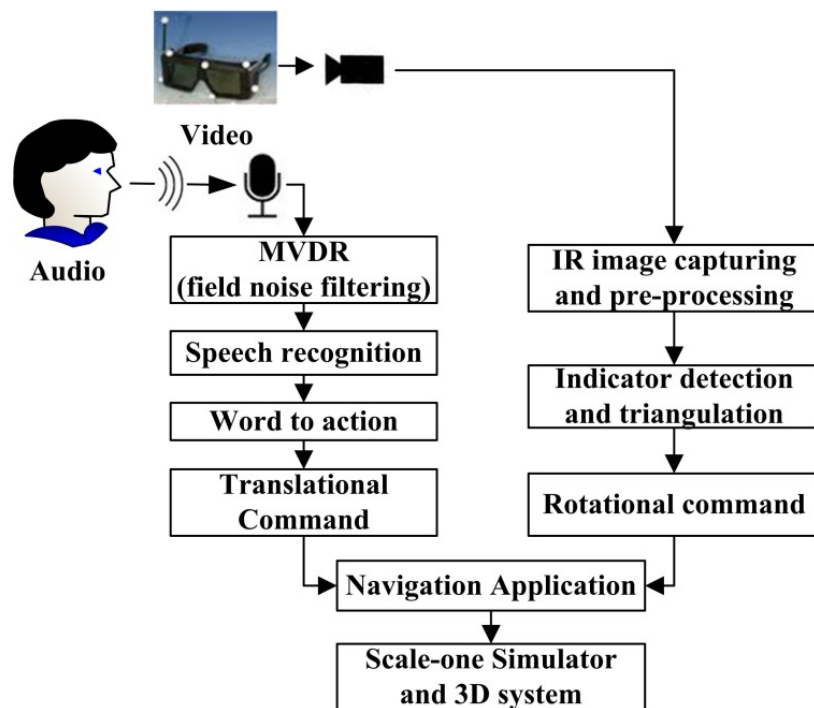 Video
Audio
MVDR
(field noise filtering)
Speech recognition
Word to action
Translational
Command
IR image capturing
and pre-processing
Indicator detection
and triangulation
Rotational command
Navigation Application
Scale-one Simulator
and 3D system